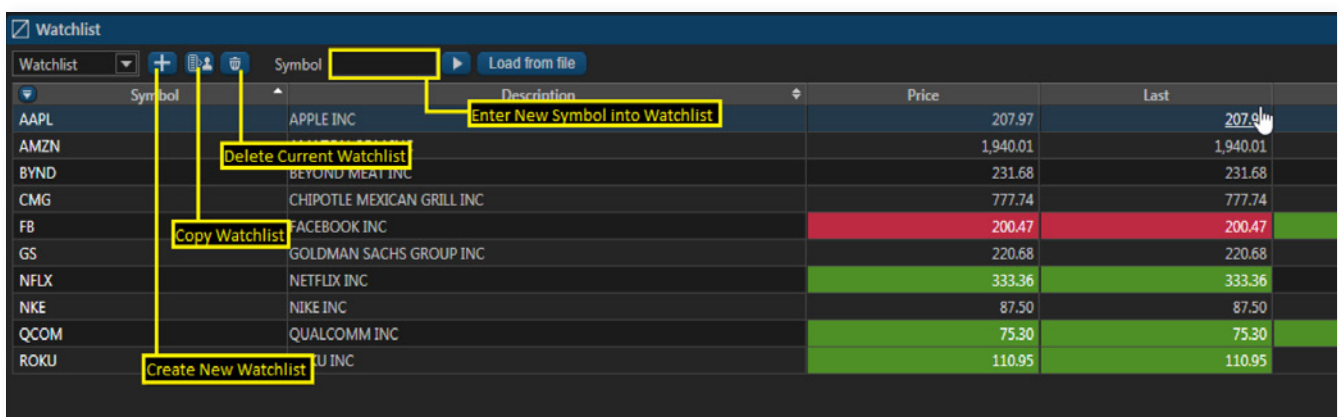 Watchlist
Watchlist Symbol Load from file
Symbol Description Price Last
Enter New Symbol into Watchlist
AAPL APPLE INC 207.97
AMZN 1,940.01 1,940.01
Delete Current Watchlist
BYND BEYOND MEAT INC 231.68 231.68
CMG CHIPOTLE MEXICAN GRILL INC 777.74 777.74
FB FACEBOOK INC 200.47 200.47
Copy Watchlist
GS GOLDMAN SACHS GROUP INC 220.68 220.68
NFLX NETFLIX INC 333.36 333.36
NKE NIKE INC 87.50 87.50
QCOM QUALCOMM INC 75.30 75.30
ROKU INC 110.95 110.95
Create New Watchlist